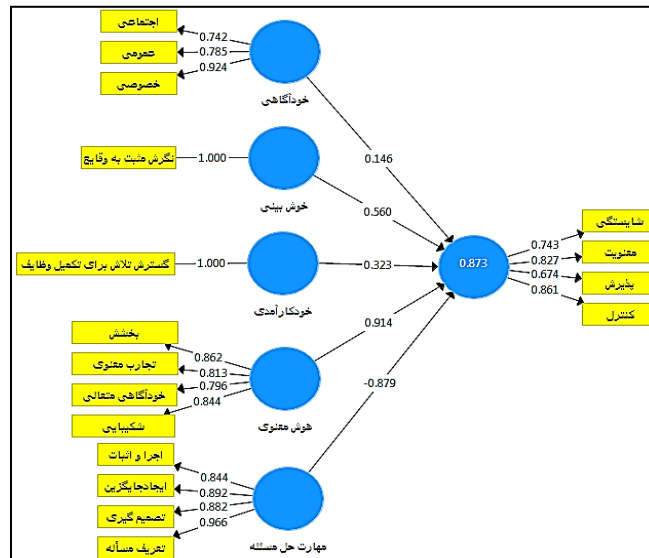 اجتماعی
0.742
عمومی
0.785
خصوصی
0.924
خودآگاهی
0.146
نگرش مثبت به وقایع
1.000
خوش بینی
0.560
گسترش تلاش برای تکمیل وظایف
1.000
خودکارآمدی
0.323
0.873
شایستگی
0.743
معنویت
0.827
پذیرش
0.674
کنترل
0.861
بخشش
0.862
تجارب معنوی
0.813
خودآگاهی متعالی
0.796
شکیبایی
0.844
هوش معنوی
0.914
اجرا و اثبات
0.844
ایجادجایگزین
0.892
تصمیم گیری
0.882
تعریف مسأله
0.966
مهارت حل مسئله
-0.879